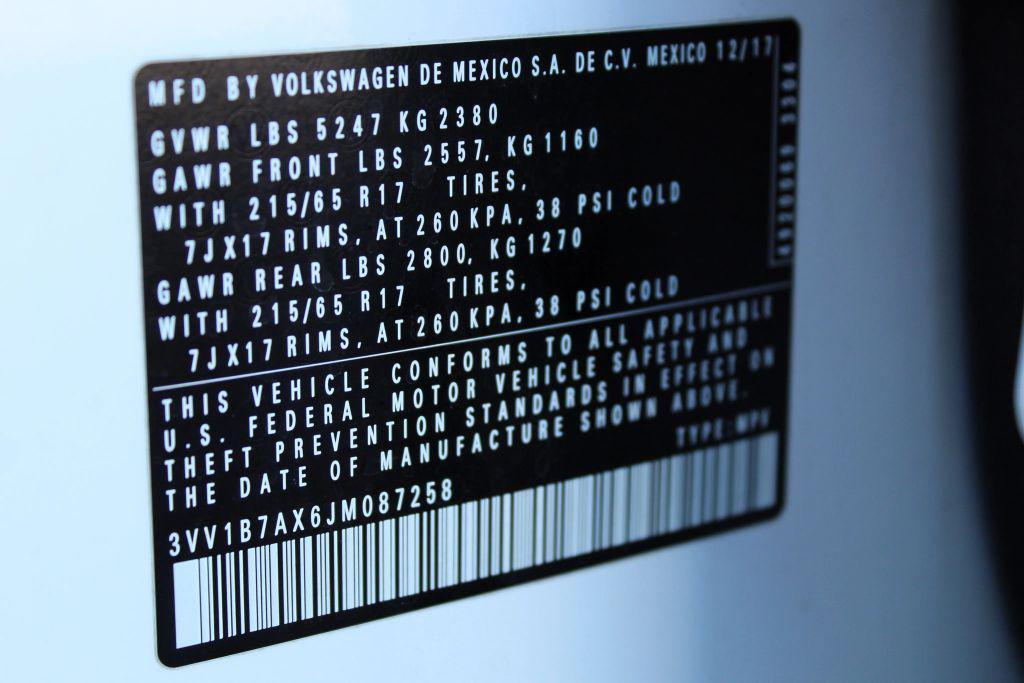 MFD BY VOLKSWAGEN DE MEXICO S.A. DE C.V. MEXICO 12/17
GVWR LBS 5247 KG 2380
GAWR FRONT LBS 2557, KG 1160
WITH 215/65 R17 TIRES,
7J X17 RIMS, AT 260 KPA, 38 PSI COLD
GAWR REAR LBS 2800, KG 1270
WITH 215/65 R17 TIRES,
7J X17 RIMS, AT 260 KPA, 38 PSI COLD
THIS VEHICLE CONFORMS TO ALL APPLICABLE
U.S. FEDERAL MOTOR VEHICLE SAFETY AND
THEFT PREVENTION STANDARDS IN EFFECT ON
THE DATE OF MANUFACTURE SHOWN ABOVE.
TYPE: MPV
3VV1B7AX6JM087258